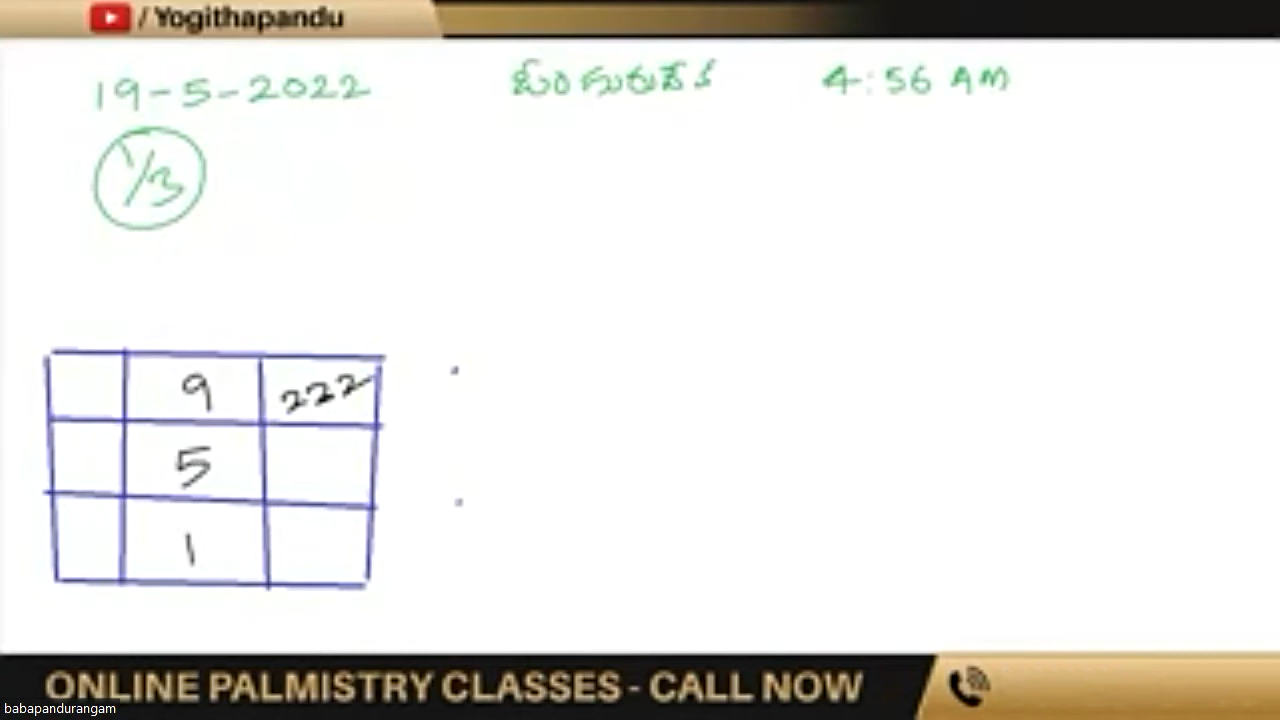 / Yogithapandu
19-5-2022 ఓం గురుదేవ 4:56 AM
1/3
9 222
5
1
ONLINE PALMISTRY CLASSES - CALL NOW
babapandurangam